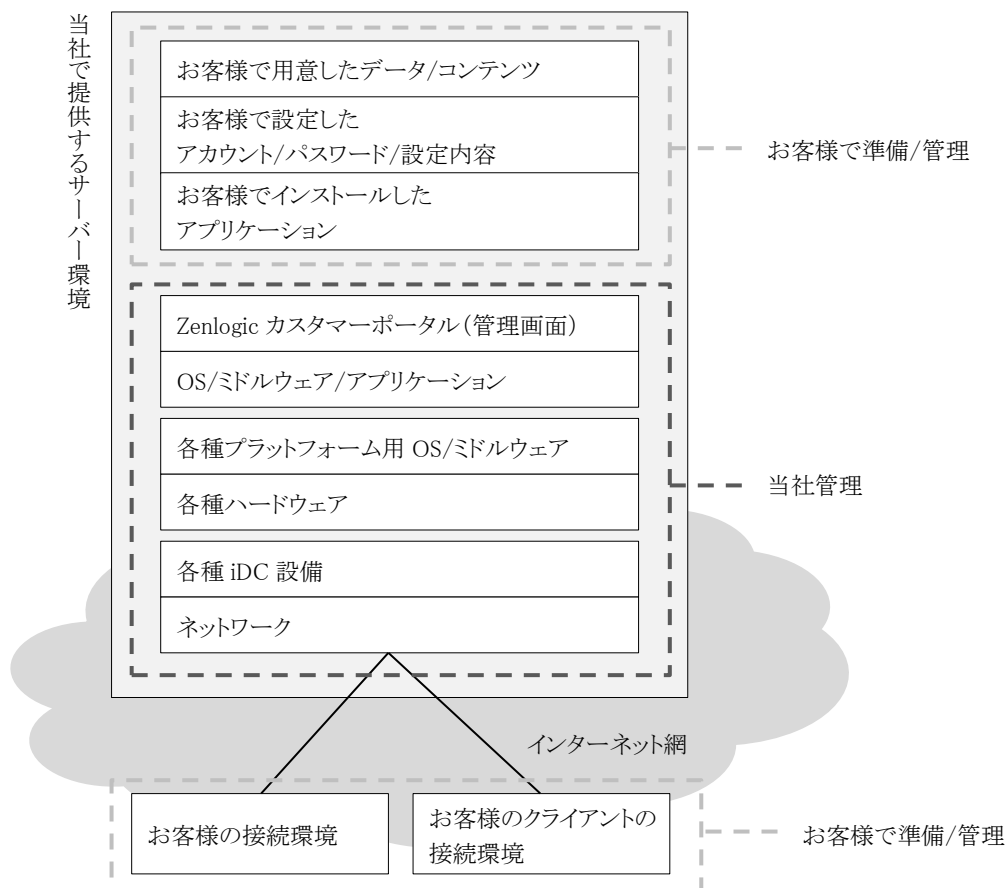 当社で提供するサーバー環境
お客様で用意したデータ/コンテンツ
お客様で設定した
アカウント/パスワード/設定内容
お客様でインストールした
アプリケーション
お客様で準備/管理
Zenlogic カスタマーポータル(管理画面)
OS/ミドルウェア/アプリケーション
各種プラットフォーム用 OS/ミドルウェア
各種ハードウェア
当社管理
各種 iDC 設備
ネットワーク
インターネット網
お客様の接続環境
お客様のクライアントの
接続環境
お客様で準備/管理